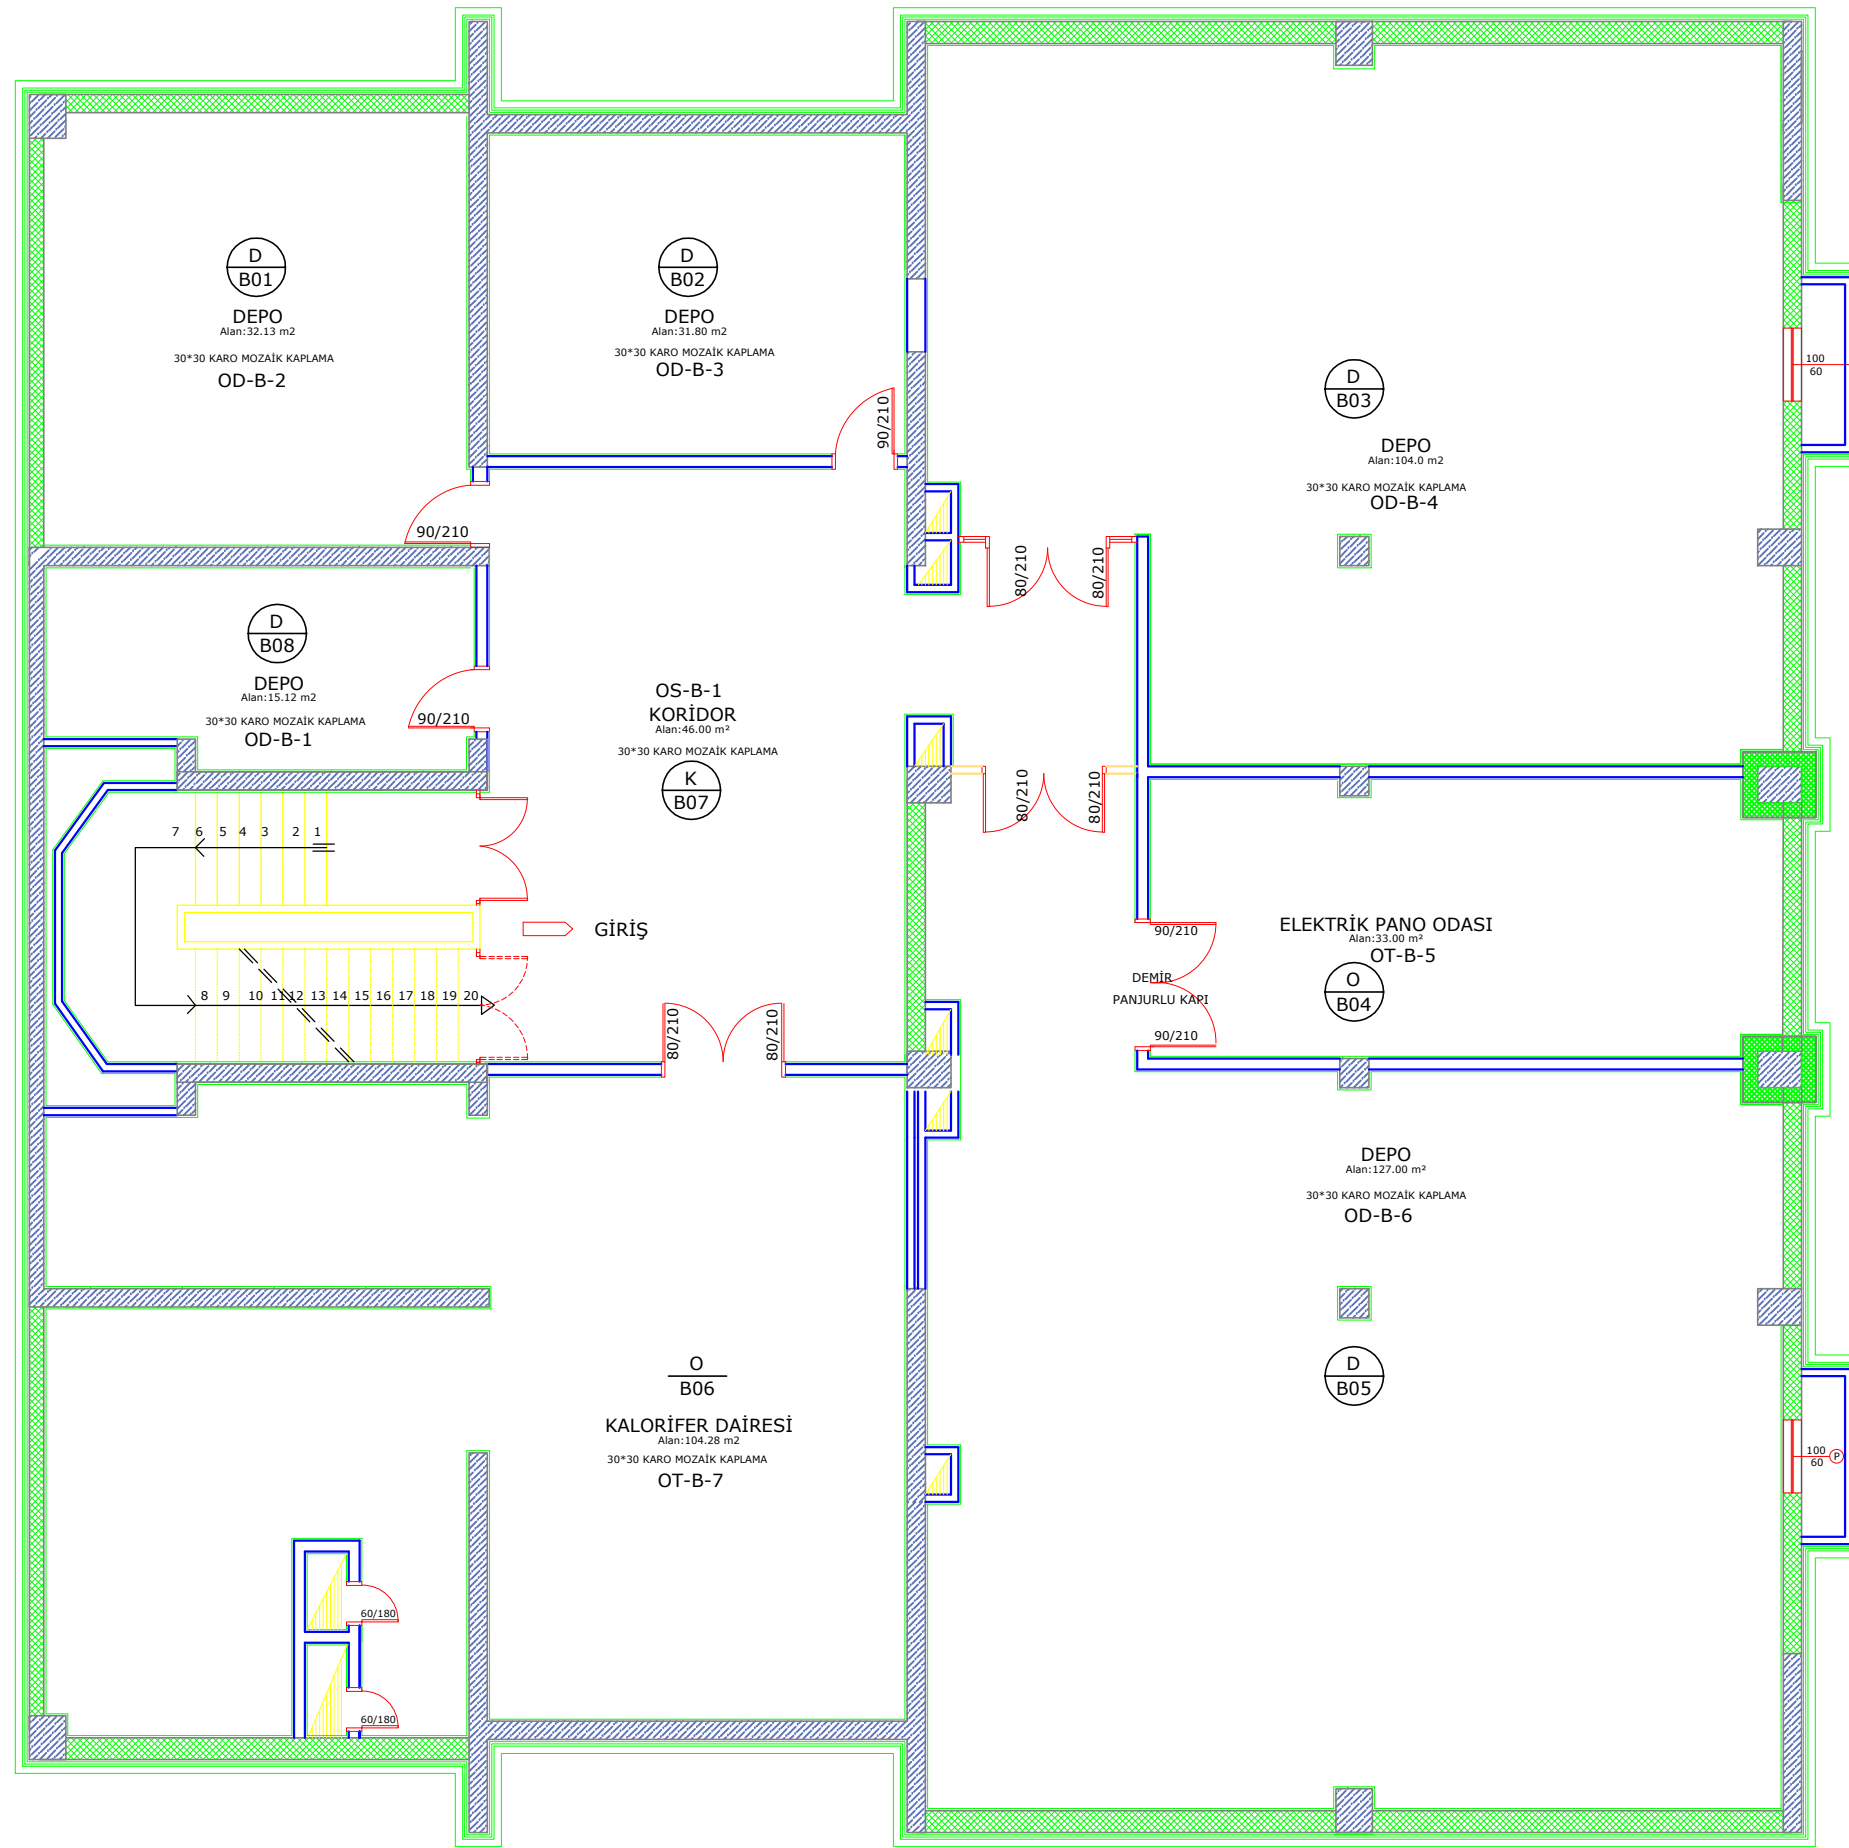 D
B01
DEPO
Alan:32.13 m2
30*30 KARO MOZAİK KAPLAMA
OD-B-2
D
B02
DEPO
Alan:31.80 m2
30*30 KARO MOZAİK KAPLAMA
OD-B-3
90/210
D
B03
DEPO
Alan:104.0 m2
30*30 KARO MOZAİK KAPLAMA
OD-B-4
100
60
90/210
80/210
80/210
D
B08
DEPO
Alan:15.12 m2
30*30 KARO MOZAİK KAPLAMA
OD-B-1
90/210
OS-B-1
KORİDOR
Alan:46.00 m²
30*30 KARO MOZAİK KAPLAMA
K
B07
80/210
80/210
7 6 5 4 3 2 1
GİRİŞ
8 9 10 11 12 13 14 15 16 17 18 19 20
80/210
80/210
90/210
DEMİR
PANJURLU KAPI
90/210
ELEKTRİK PANO ODASI
Alan:33.00 m²
OT-B-5
O
B04
DEPO
Alan:127.00 m²
30*30 KARO MOZAİK KAPLAMA
OD-B-6
D
B05
100
60
P
O
B06
KALORİFER DAİRESİ
Alan:104.28 m2
30*30 KARO MOZAİK KAPLAMA
OT-B-7
60/180
60/180